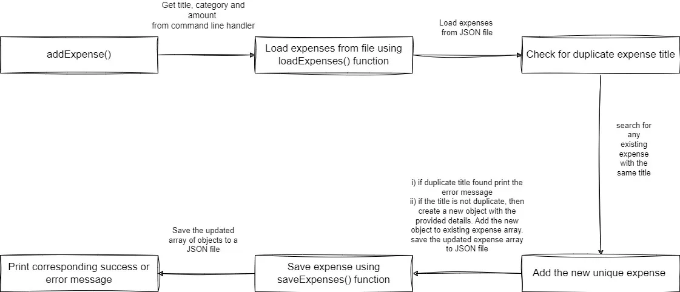 Get title, category and
amount
from command line handler
Load expenses
from JSON file
addExpense()
Load expenses from file using
loadExpenses() function
Check for duplicate expense title
search for
any
existing
expense
with the
same title
i) if duplicate title found print the
error message
ii) if the title is not duplicate, then
create a new object with the
provided details. Add the new
object to existing expense array.
save the updated expense array
to JSON file
Save the updated
array of objects to a
JSON file
Print corresponding success or
error message
Save expense using
saveExpenses() function
Add the new unique expense